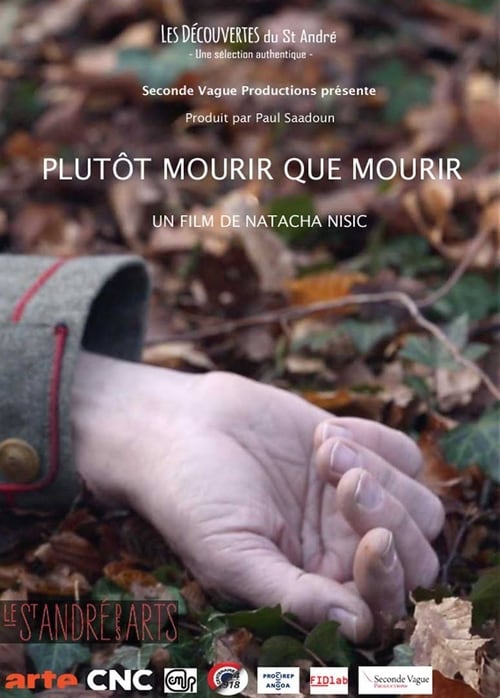 LES DÉCOUVERTES du St André
- Une sélection authentique -
Seconde Vague Productions présente
Produit par Paul Saadoun
PLUTÔT MOURIR QUE MOURIR
UN FILM DE NATACHA NISIC
LE ST ANDRÉ DES ARTS
arte CNC cmp PROCIREP ANGOA FIDlab Seconde Vague
PRODUCTIONS